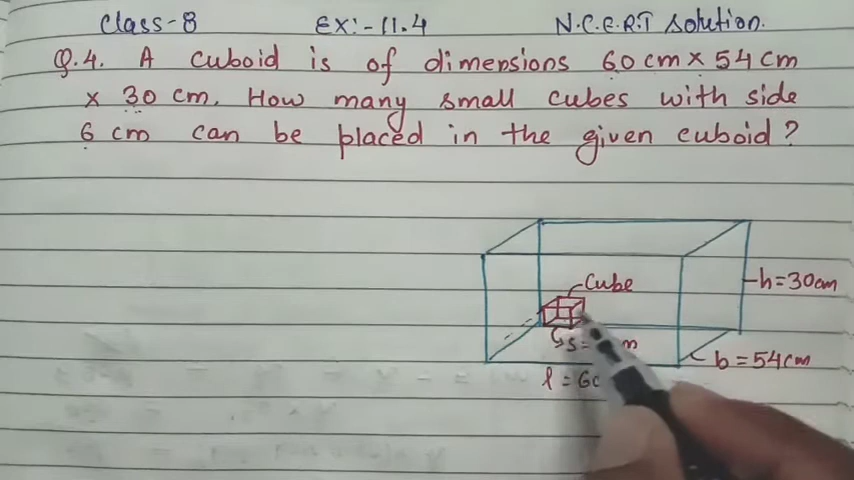 Class-8 Ex:-11.4 N.C.E.R.T Solution.
Q.4. A cuboid is of dimensions 60 cm x 54 cm
x 30 cm. How many small cubes with side
6 cm can be placed in the given cuboid?
Cube
h = 30cm
b = 54cm